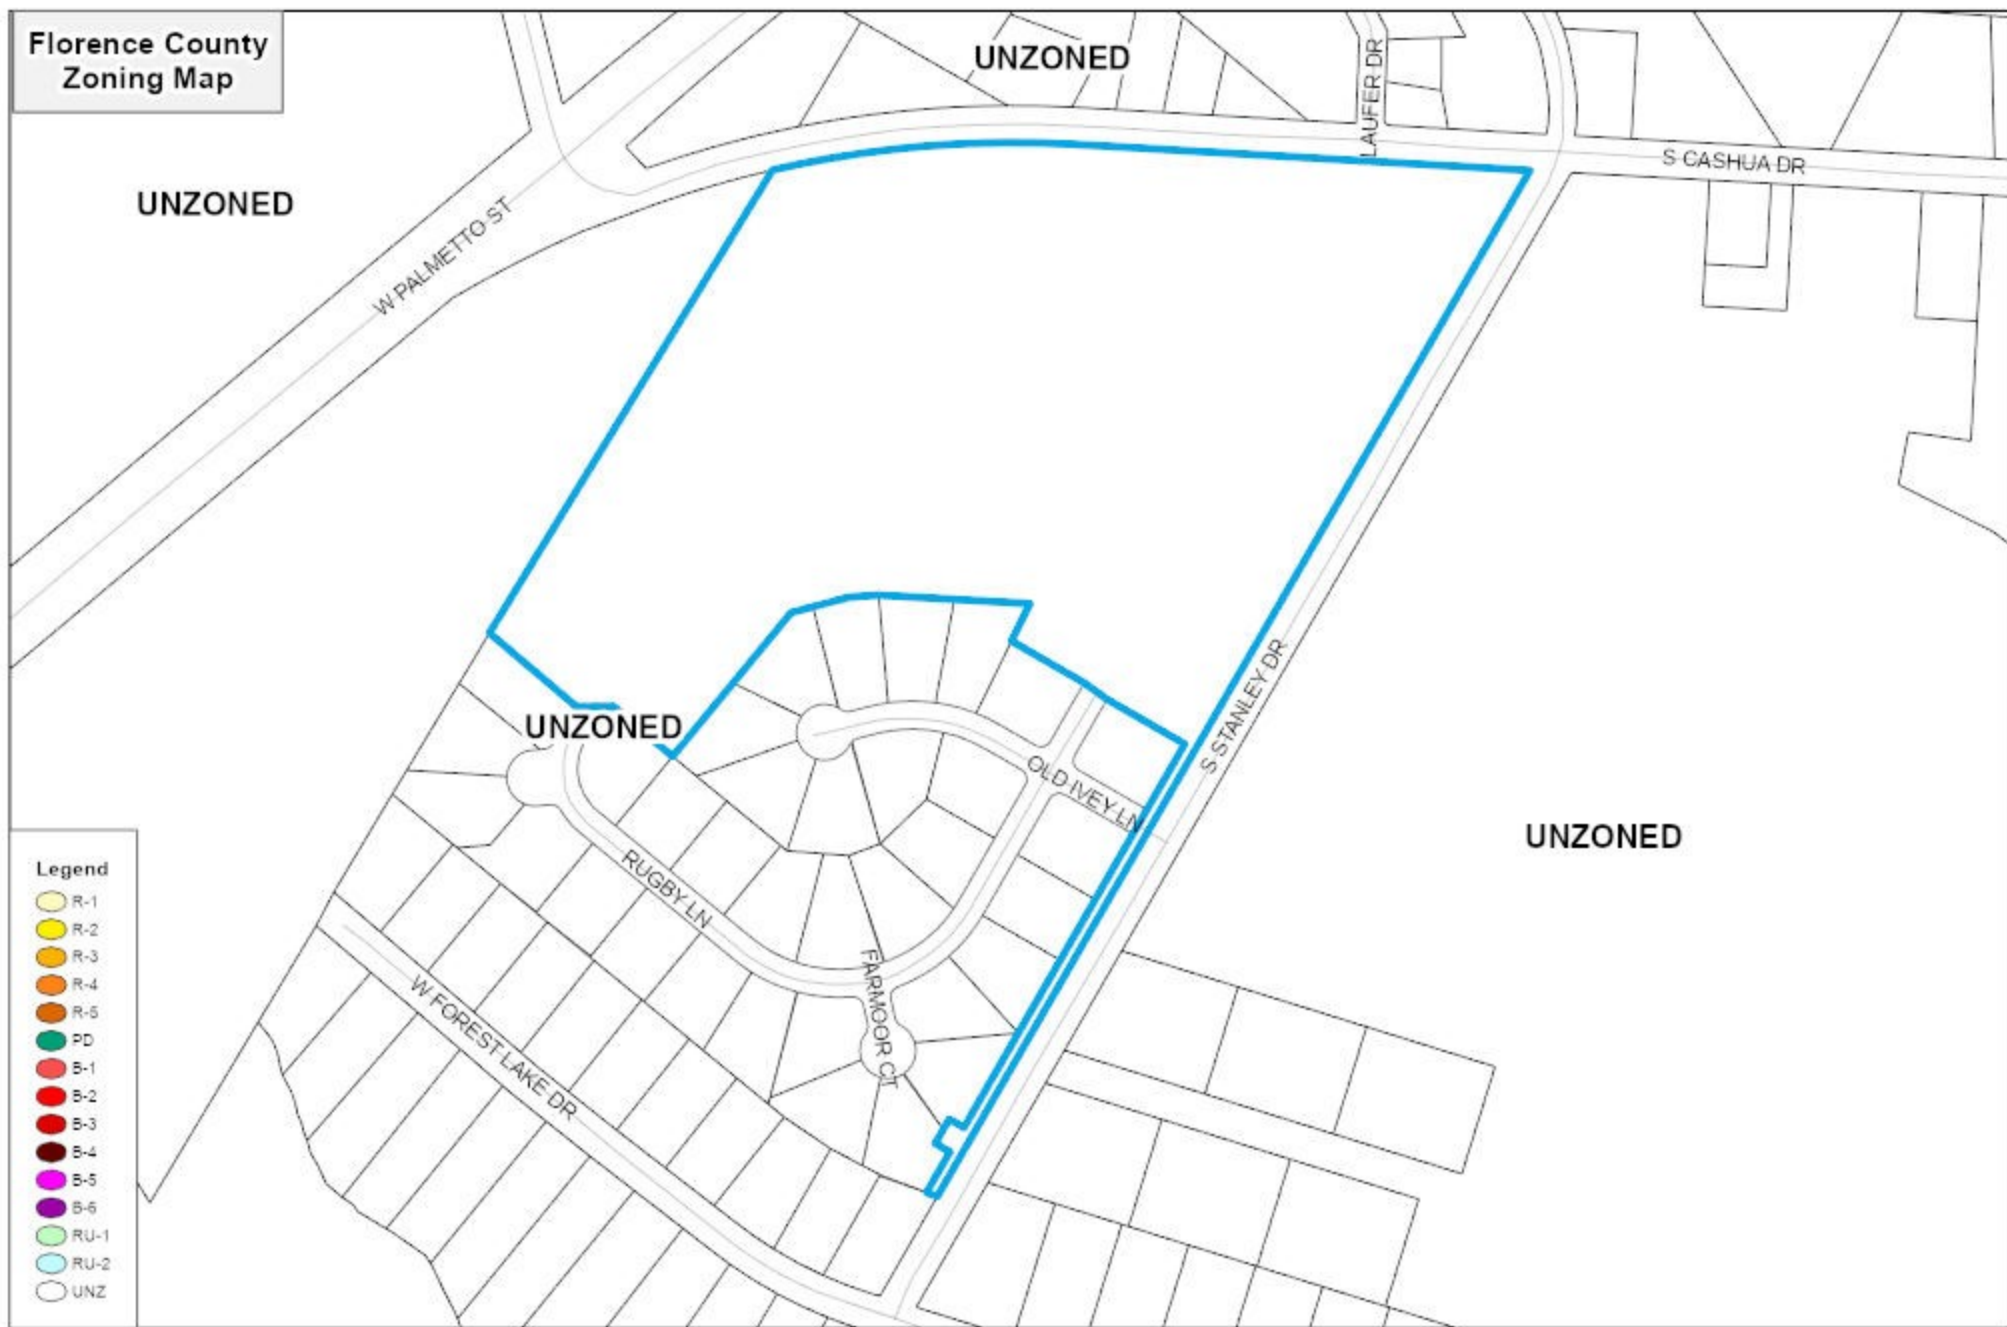 Florence County
Zoning Map
UNZONED
LAUFER DR
S CASHUA DR
UNZONED
W PALMETTO ST
S STANLEY DR
UNZONED
OLD IVEY LN
UNZONED
RUGBY LN
FARMOOR CT
W FOREST LAKE DR
Legend
R-1
R-2
R-3
R-4
R-5
PD
B-1
B-2
B-3
B-4
B-5
B-6
RU-1
RU-2
UNZ